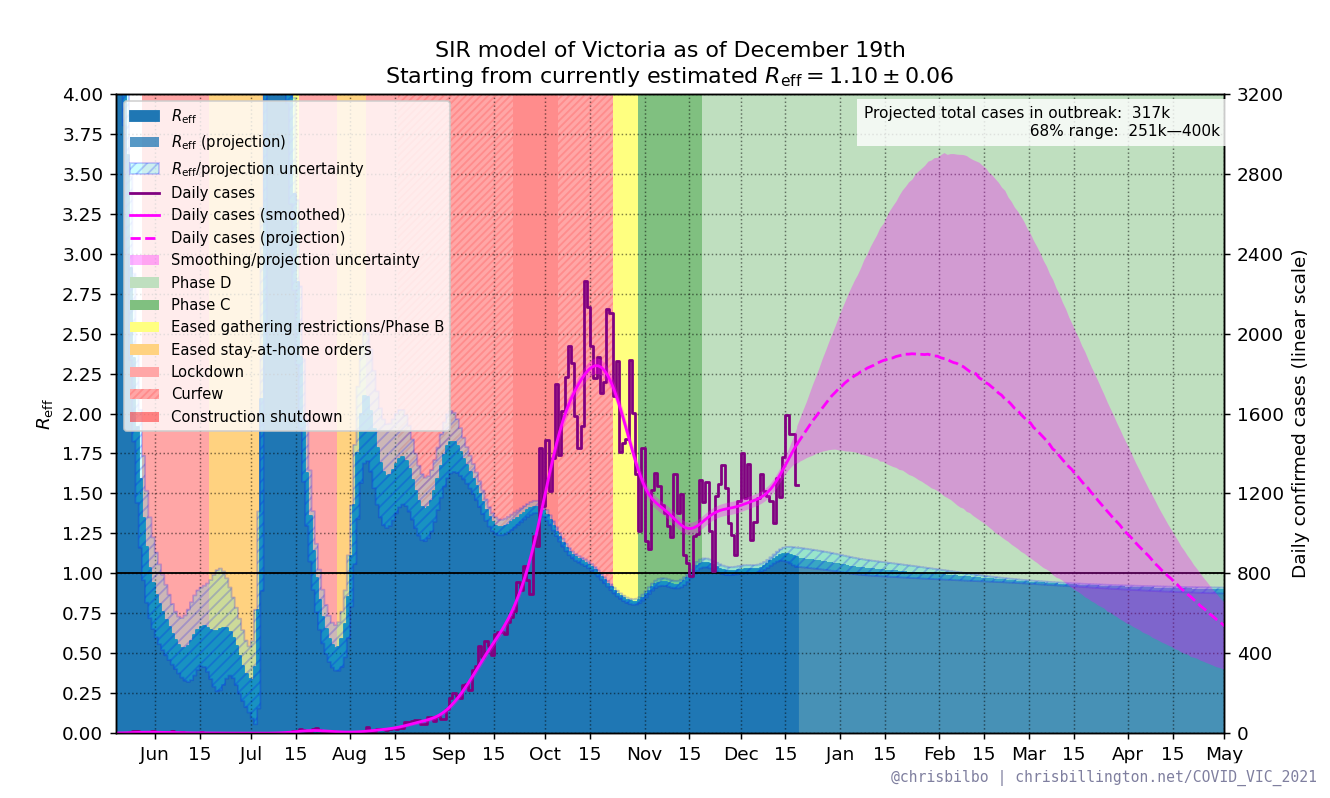 SIR model of Victoria as of December 19th
Starting from currently estimated R_eff = 1.10 ± 0.06
4.00
3.75
3.50
3.25
3.00
2.75
2.50
2.25
2.00
1.75
1.50
1.25
1.00
0.75
0.50
0.25
0.00
R_eff
R_eff
R_eff (projection)
R_eff/projection uncertainty
Daily cases
Daily cases (smoothed)
Daily cases (projection)
Smoothing/projection uncertainty
Phase D
Phase C
Eased gathering restrictions/Phase B
Eased stay-at-home orders
Lockdown
Curfew
Construction shutdown
Projected total cases in outbreak: 317k
68% range: 251k—400k
3200
2800
2400
2000
1600
1200
800
400
0
Daily confirmed cases (linear scale)
Jun 15 Jul 15 Aug 15 Sep 15 Oct 15 Nov 15 Dec 15 Jan 15 Feb 15 Mar 15 Apr 15 May
@chrisbilbo | chrisbillington.net/COVID_VIC_2021